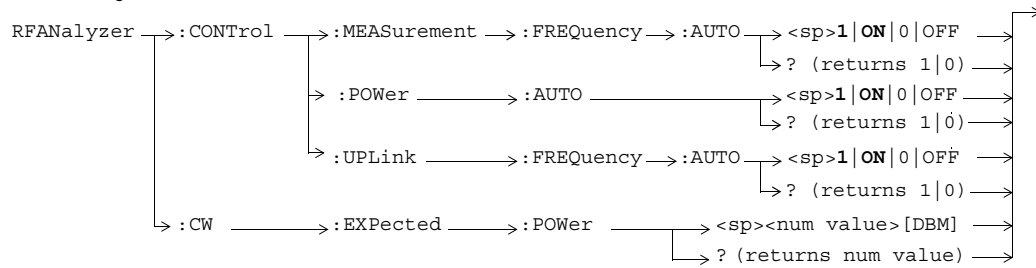 RFANalyzer :CONTrol :MEASurement :FREQuency :AUTO <sp>1|ON|0|OFF
? (returns 1|0)
:POWer :AUTO <sp>1|ON|0|OFF
? (returns 1|0)
:UPLink :FREQuency :AUTO <sp>1|ON|0|OFF
? (returns 1|0)
:CW :EXPected :POWer <sp><num value>[DBM]
? (returns num value)